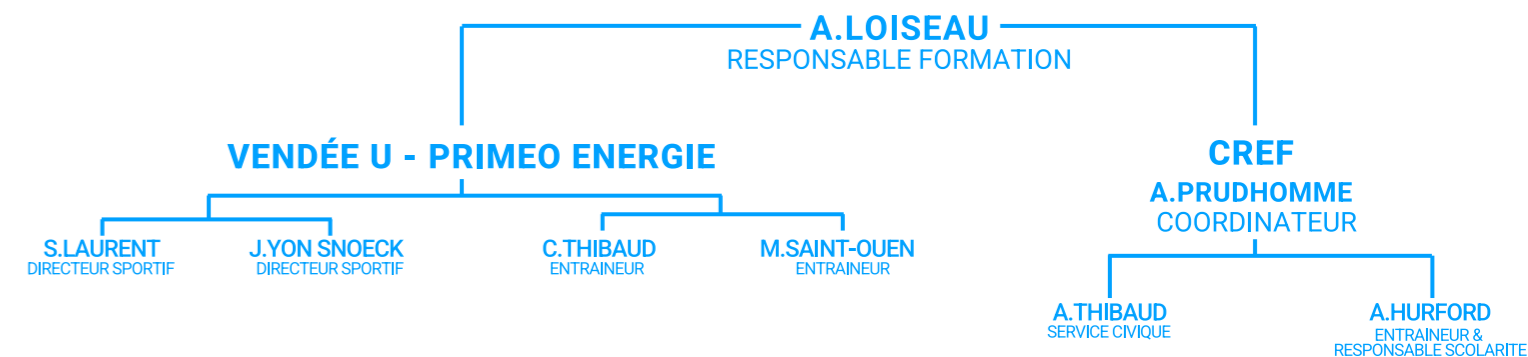 A.LOISEAU
RESPONSABLE FORMATION
VENDÉE U - PRIMEO ENERGIE
S.LAURENT
DIRECTEUR SPORTIF
J.YON SNOECK
DIRECTEUR SPORTIF
C.THIBAUD
ENTRAINEUR
M.SAINT-OUEN
ENTRAINEUR
CREF
A.PRUDHOMME
COORDINATEUR
A.THIBAUD
SERVICE CIVIQUE
A.HURFORD
ENTRAINEUR &
RESPONSABLE SCOLARITE